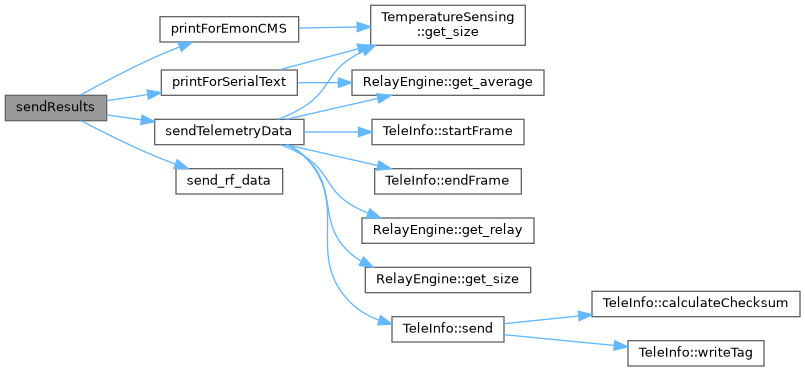 sendResults
printForEmonCMS
printForSerialText
sendTelemetryData
send_rf_data
TemperatureSensing
::get_size
RelayEngine::get_average
TeleInfo::startFrame
TeleInfo::endFrame
RelayEngine::get_relay
RelayEngine::get_size
TeleInfo::send
TeleInfo::calculateChecksum
TeleInfo::writeTag